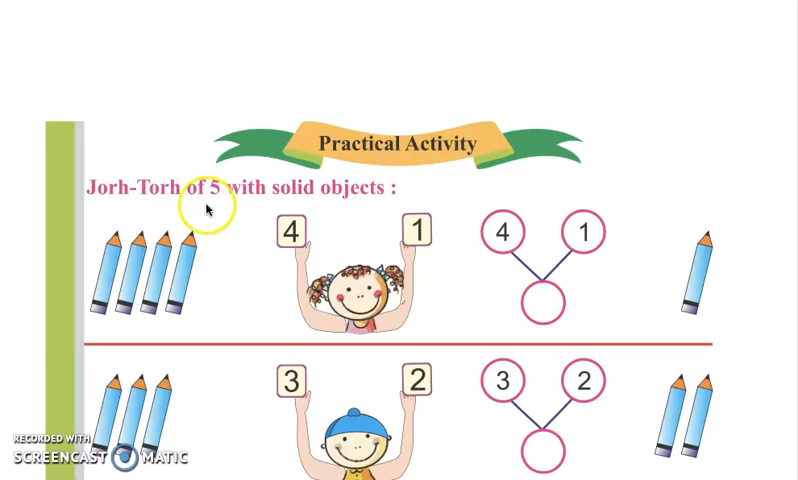 Practical Activity
Jorh-Torh of 5 with solid objects :
4 1 4 1
3 2 3 2
RECORDED WITH
SCREENCAST MATIC